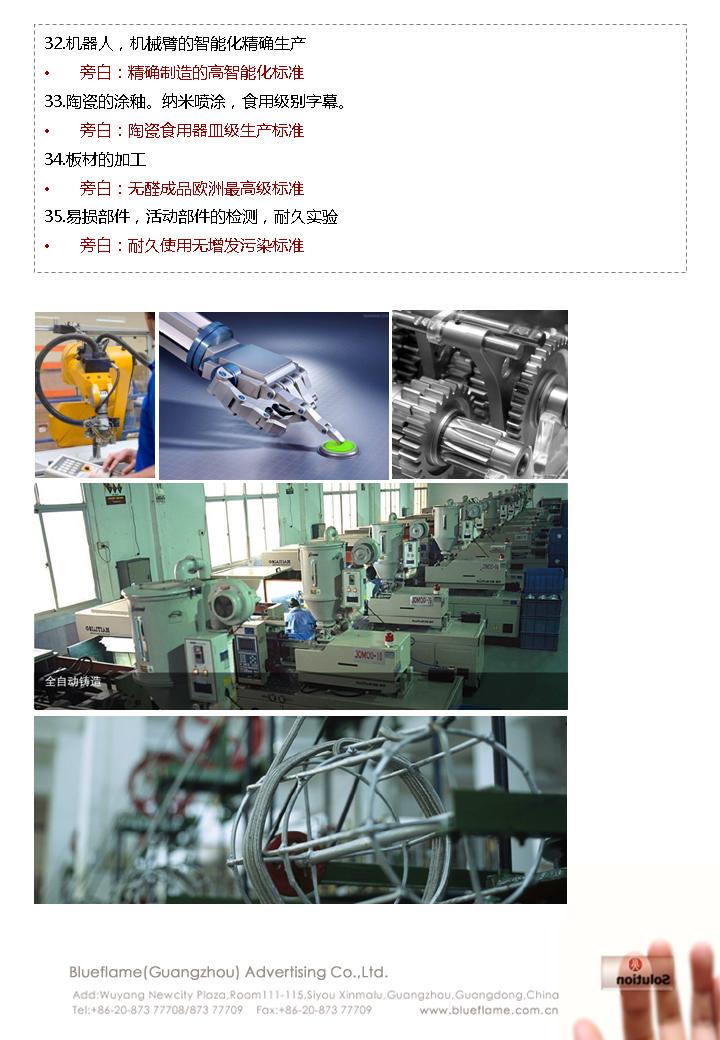 32.机器人，机械臂的智能化精确生产
• 旁白：精确制造的高智能化标准
33.陶瓷的涂釉。纳米喷涂，食用级别字幕。
• 旁白：陶瓷食用器皿级生产标准
34.板材的加工
• 旁白：无醛成品欧洲最高级标准
35.易损部件，活动部件的检测，耐久实验
• 旁白：耐久使用无增发污染标准
JOMOO-10
全自动铸造
Blueflame(Guangzhou) Advertising Co.,Ltd.
Add:Wuyang Newcity Plaza,Room111-115,Siyou Xinmalu,Guangzhou,Guangdong,China
Tel:+86-20-873 77708/873 77709 Fax:+86-20-873 77709 www.blueflame.com.cn
Solution